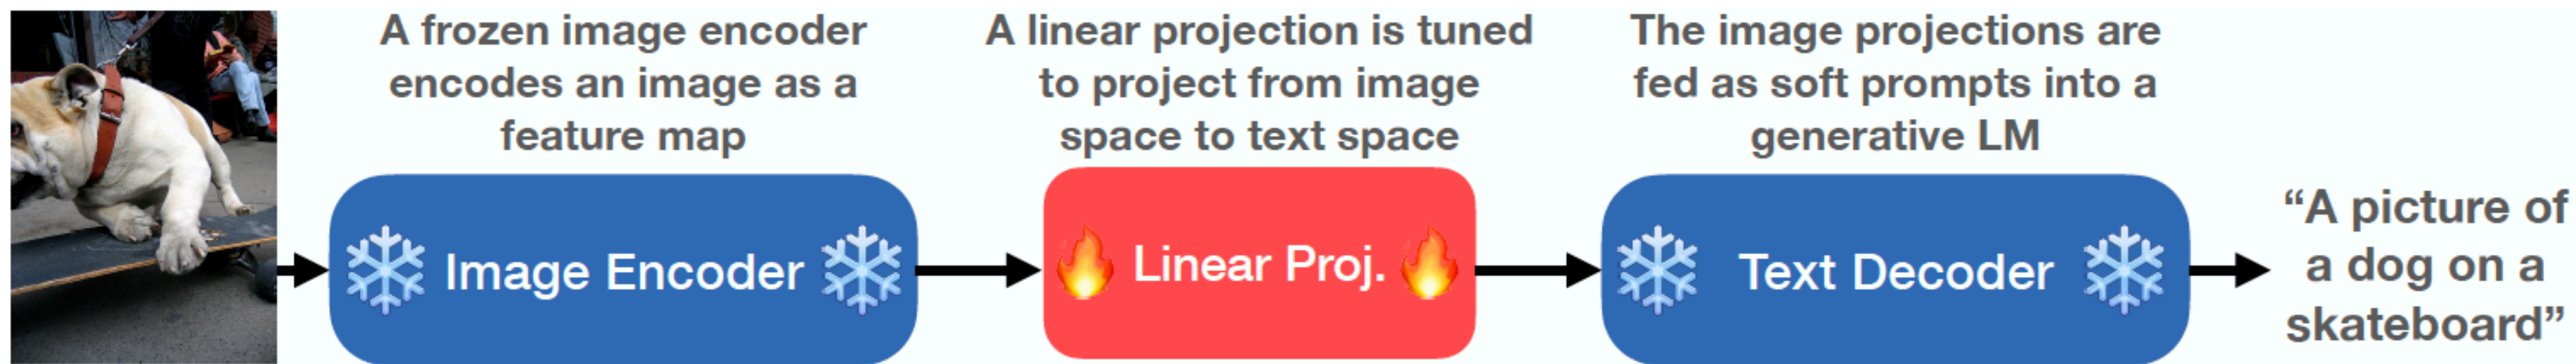 A frozen image encoder
encodes an image as a
feature map
A linear projection is tuned
to project from image
space to text space
The image projections are
fed as soft prompts into a
generative LM
Image Encoder
Linear Proj.
Text Decoder
“A picture of
a dog on a
skateboard”